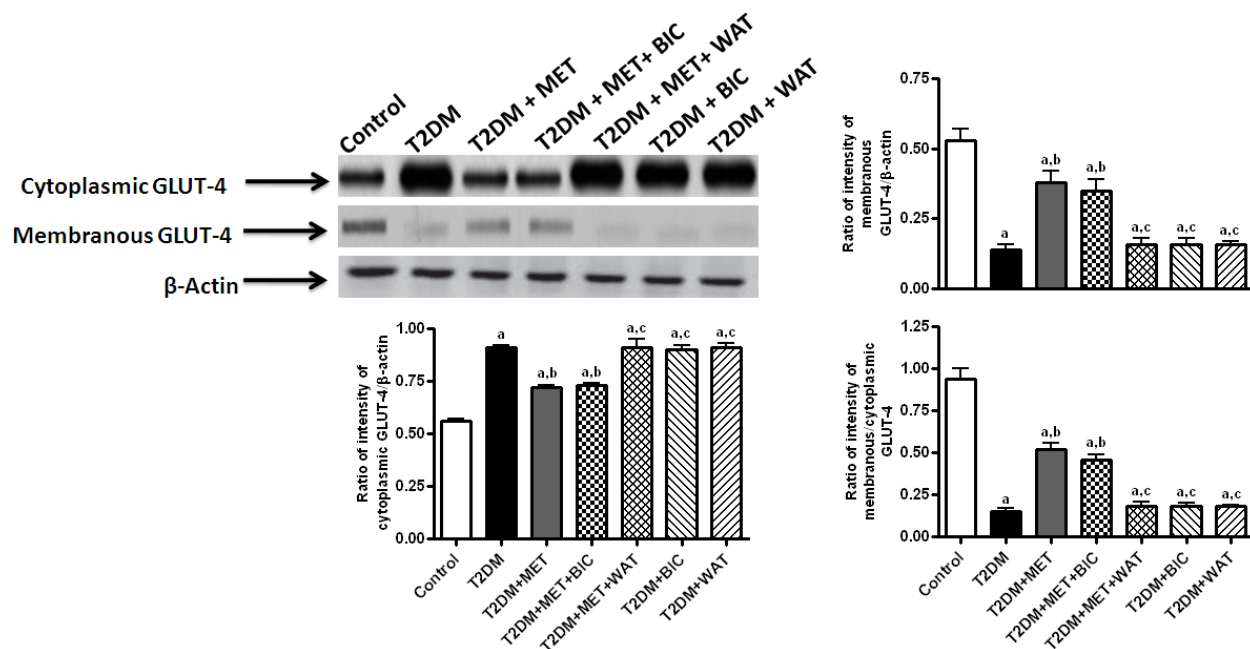 Control
T2DM
T2DM + MET
T2DM + MET+ BIC
T2DM + MET+ WAT
T2DM + BIC
T2DM + WAT
Cytoplasmic GLUT-4
Membranous GLUT-4
β-Actin
Ratio of intensity of
membranous
GLUT-4/β-actin
0.75
0.50
0.25
0.00
a
a,b
a,b
a,c
a,c
a,c
Ratio of intensity of
cytoplasmic GLUT-4/β-actin
1.00
0.75
0.50
0.25
0.00
a
a,b
a,b
a,c
a,c
a,c
Control
T2DM
T2DM+MET
T2DM+MET+BIC
T2DM+MET+WAT
T2DM+BIC
T2DM+WAT
Ratio of intensity of
membranous/cytoplasmic
GLUT-4
1.25
1.00
0.75
0.50
0.25
0.00
a
a,b
a,b
a,c
a,c
a,c
Control
T2DM
T2DM+MET
T2DM+MET+BIC
T2DM+MET+WAT
T2DM+BIC
T2DM+WAT